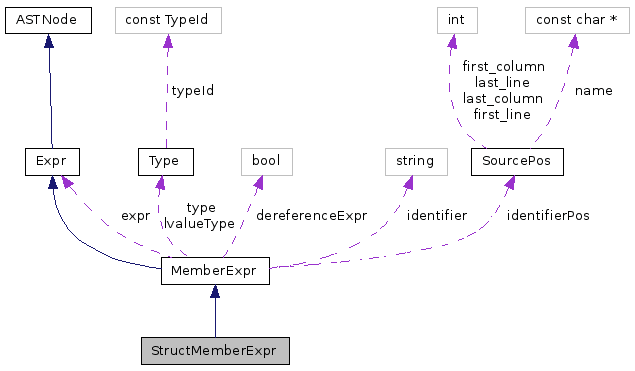 ASTNode
const TypeId
int
const char *
first_column
last_line
last_column
first_line
typeId
name
Expr
Type
bool
string
SourcePos
expr
type
lvalueType
dereferenceExpr
identifier
identifierPos
MemberExpr
StructMemberExpr